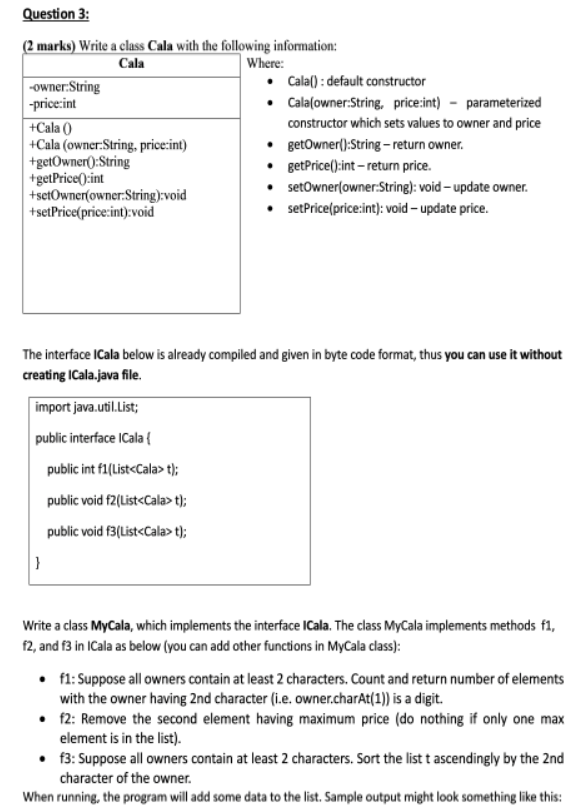 Question 3:
(2 marks) Write a class Cala with the following information:
Cala
-owner:String
-price:int
+Cala ()
+Cala (owner:String, price:int)
+getOwner():String
+getPrice():int
+setOwner(owner:String):void
+setPrice(price:int):void
Where:
• Cala() : default constructor
• Cala(owner:String, price:int) – parameterized
constructor which sets values to owner and price
• getOwner():String – return owner.
• getPrice():int – return price.
• setOwner(owner:String): void – update owner.
• setPrice(price:int): void – update price.
The interface ICala below is already compiled and given in byte code format, thus you can use it without
creating ICala.java file.
import java.util.List;
public interface ICala {
public int f1(List<Cala> t);
public void f2(List<Cala> t);
public void f3(List<Cala> t);
}
Write a class MyCala, which implements the interface ICala. The class MyCala implements methods f1,
f2, and f3 in ICala as below (you can add other functions in MyCala class):
• f1: Suppose all owners contain at least 2 characters. Count and return number of elements
with the owner having 2nd character (i.e. owner.charAt(1)) is a digit.
• f2: Remove the second element having maximum price (do nothing if only one max
element is in the list).
• f3: Suppose all owners contain at least 2 characters. Sort the list t ascendingly by the 2nd
character of the owner.
When running, the program will add some data to the list. Sample output might look something like this: